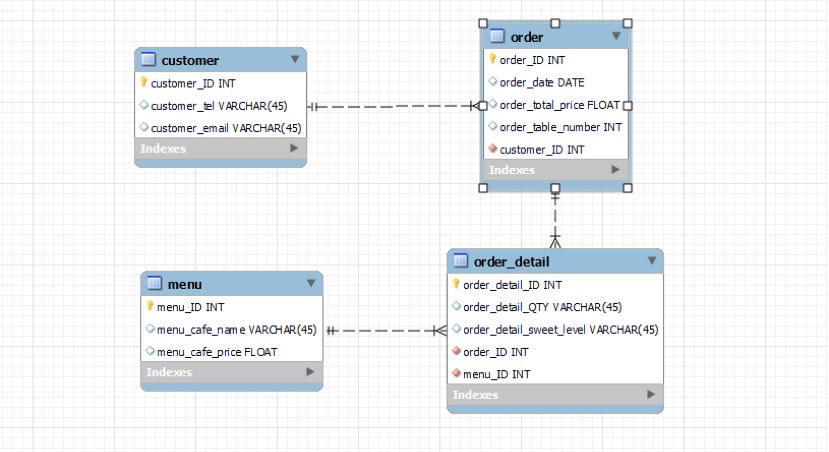 customer
customer_ID INT
customer_tel VARCHAR(45)
customer_email VARCHAR(45)
Indexes
order
order_ID INT
order_date DATE
order_total_price FLOAT
order_table_number INT
customer_ID INT
Indexes
menu
menu_ID INT
menu_cafe_name VARCHAR(45)
menu_cafe_price FLOAT
Indexes
order_detail
order_detail_ID INT
order_detail_QTY VARCHAR(45)
order_detail_sweet_level VARCHAR(45)
order_ID INT
menu_ID INT
Indexes